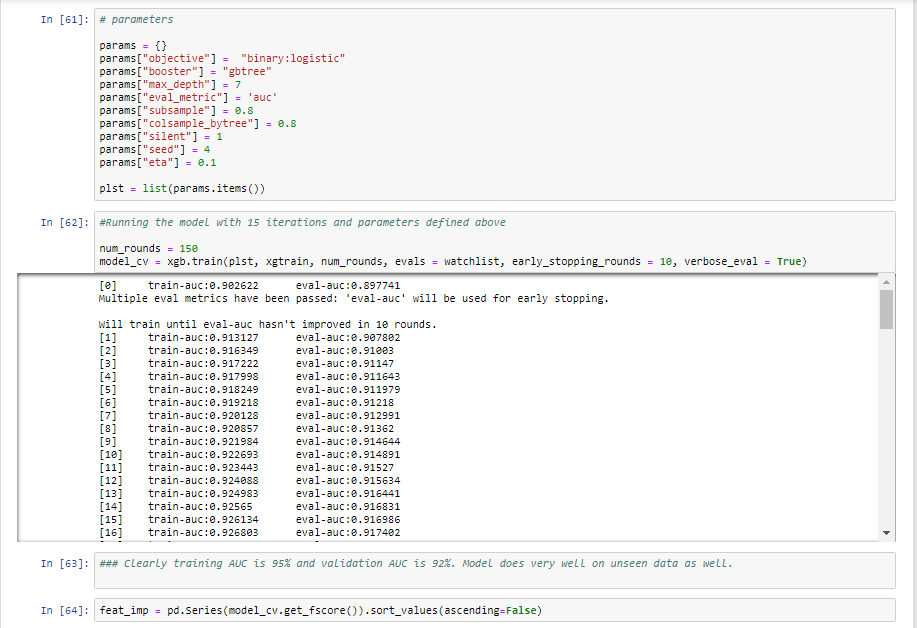 In [61]: # parameters
params = {}
params["objective"] =  "binary:logistic"
params["booster"] = "gbtree"
params["max_depth"] = 7
params["eval_metric"] = 'auc'
params["subsample"] = 0.8
params["colsample_bytree"] = 0.8
params["silent"] = 1
params["seed"] = 4
params["eta"] = 0.1
plst = list(params.items())
In [62]: #Running the model with 15 iterations and parameters defined above
num_rounds = 150
model_cv = xgb.train(plst, xgtrain, num_rounds, evals = watchlist, early_stopping_rounds = 10, verbose_eval = True)
[0] train-auc:0.902622 eval-auc:0.897741
Multiple eval metrics have been passed: 'eval-auc' will be used for early stopping.
Will train until eval-auc hasn't improved in 10 rounds.
[1] train-auc:0.913127 eval-auc:0.907802
[2] train-auc:0.916349 eval-auc:0.91003
[3] train-auc:0.917222 eval-auc:0.91147
[4] train-auc:0.917998 eval-auc:0.911643
[5] train-auc:0.918249 eval-auc:0.911979
[6] train-auc:0.919218 eval-auc:0.91218
[7] train-auc:0.920128 eval-auc:0.912991
[8] train-auc:0.920857 eval-auc:0.91362
[9] train-auc:0.921984 eval-auc:0.914644
[10] train-auc:0.922693 eval-auc:0.914891
[11] train-auc:0.923443 eval-auc:0.91527
[12] train-auc:0.924088 eval-auc:0.915634
[13] train-auc:0.924983 eval-auc:0.916441
[14] train-auc:0.92565 eval-auc:0.916831
[15] train-auc:0.926134 eval-auc:0.916986
[16] train-auc:0.926803 eval-auc:0.917402
In [63]: ### Clearly training AUC is 95% and validation AUC is 92%. Model does very well on unseen data as well.
In [64]: feat_imp = pd.Series(model_cv.get_fscore()).sort_values(ascending=False)